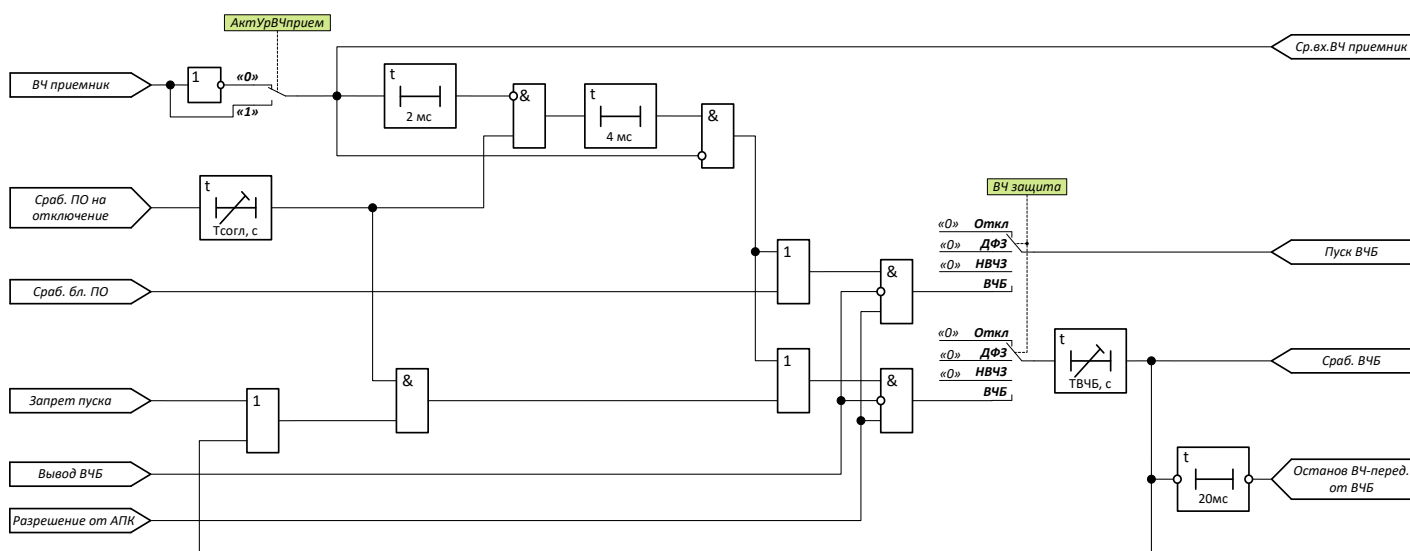 АктУрВЧприем
Ср.вх.ВЧ приемник
ВЧ приемник
1
«0»
«1»
t
2 мс
&
t
4 мс
&
Сраб. ПО на
отключение
t
Тсогл, с
ВЧ защита
«0» Откл
«0» ДФЗ
«0» НВЧЗ
ВЧБ
Пуск ВЧБ
1
&
Сраб. бл. ПО
«0» Откл
«0» ДФЗ
«0» НВЧЗ
ВЧБ
t
ТВЧБ, с
Сраб. ВЧБ
1
&
&
Запрет пуска
1
Вывод ВЧБ
t
20мс
Останов ВЧ-перед.
от ВЧБ
Разрешение от АПК